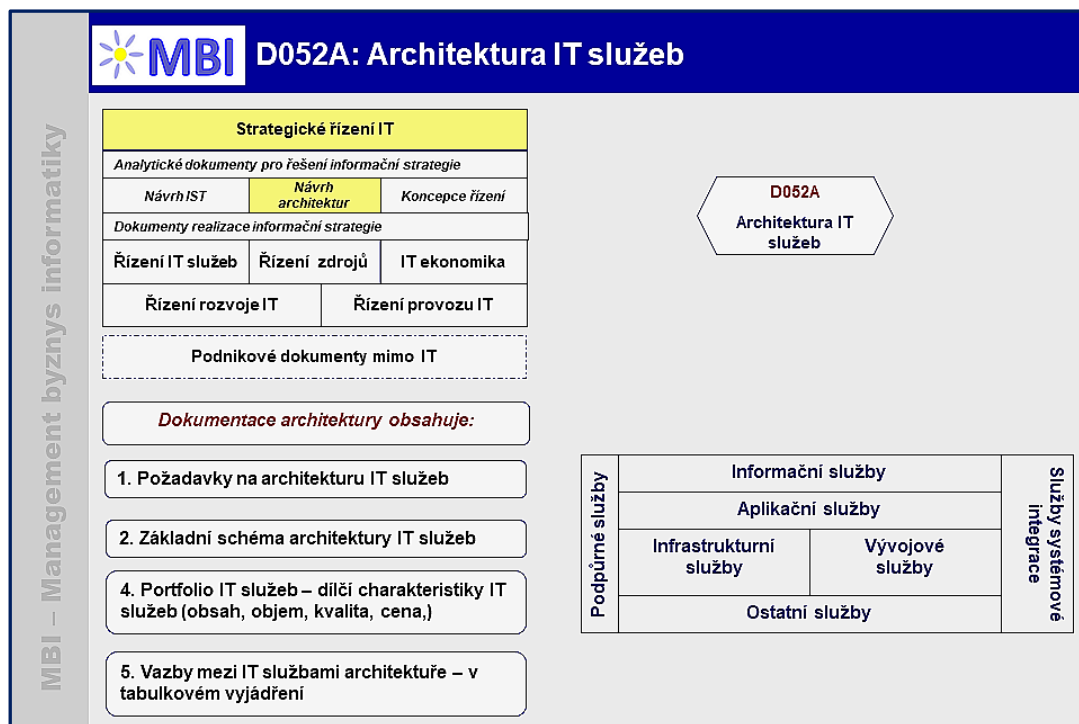 MBI – Management byznys informatiky
MBI
D052A: Architektura IT služeb
Strategické řízení IT
Analytické dokumenty pro řešení informační strategie
Návrh IST
Návrh
architektur
Koncepce řízení
Dokumenty realizace informační strategie
Řízení IT služeb
Řízení zdrojů
IT ekonomika
Řízení rozvoje IT
Řízení provozu IT
Podnikové dokumenty mimo IT
Dokumentace architektury obsahuje:
1. Požadavky na architekturu IT služeb
2. Základní schéma architektury IT služeb
4. Portfolio IT služeb – dílčí charakteristiky IT
služeb (obsah, objem, kvalita, cena,)
5. Vazby mezi IT službami architektuře – v
tabulkovém vyjádření
D052A
Architektura IT
služeb
Podpůrné služby
Informační služby
Aplikační služby
Infrastrukturní
služby
Vývojové
služby
Ostatní služby
Služby systémové
integrace